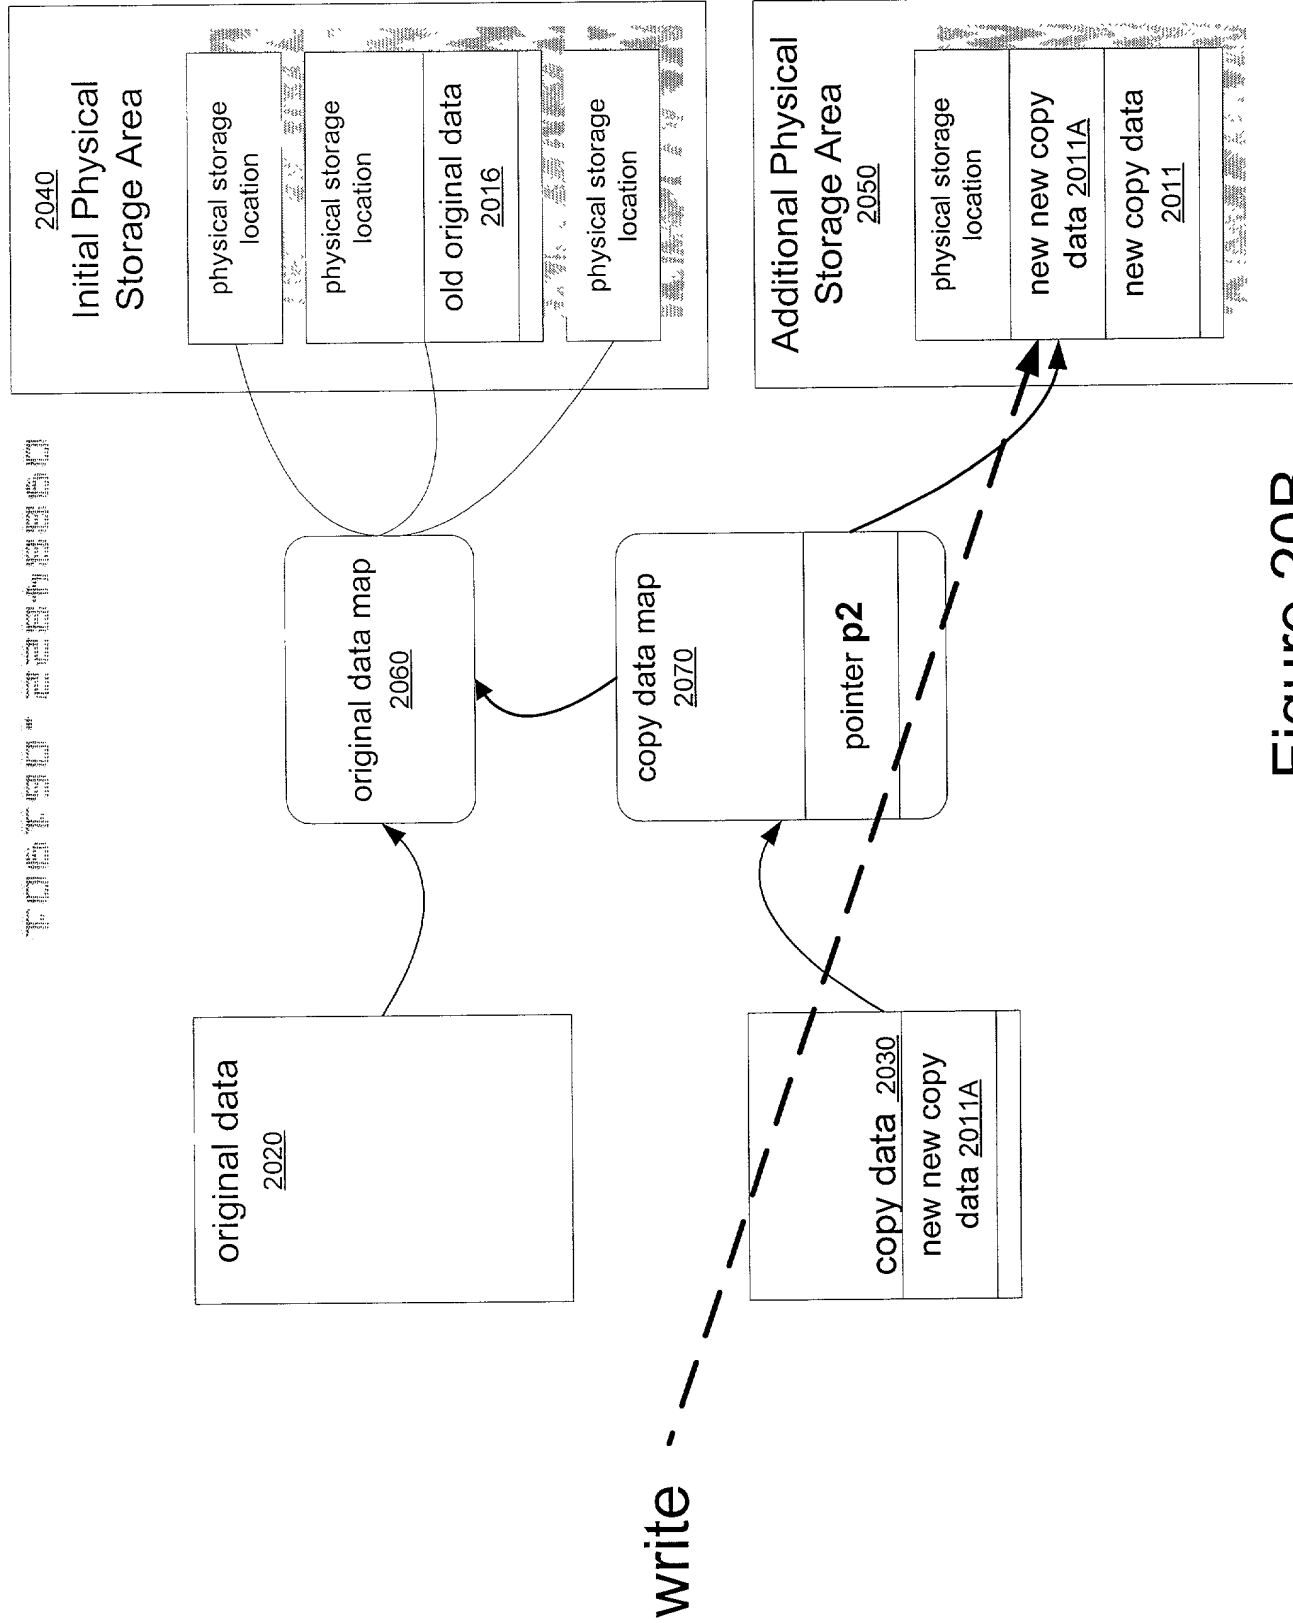 2040
Initial Physical
Storage Area
physical storage
location
physical storage
location
old original data
2016
physical storage
location
Additional Physical
Storage Area
2050
physical storage
location
new new copy
data 2011A
new copy data
2011
original data map
2060
copy data map
2070
pointer p2
original data
2020
copy data 2030
new new copy
data 2011A
write
Figure 20B